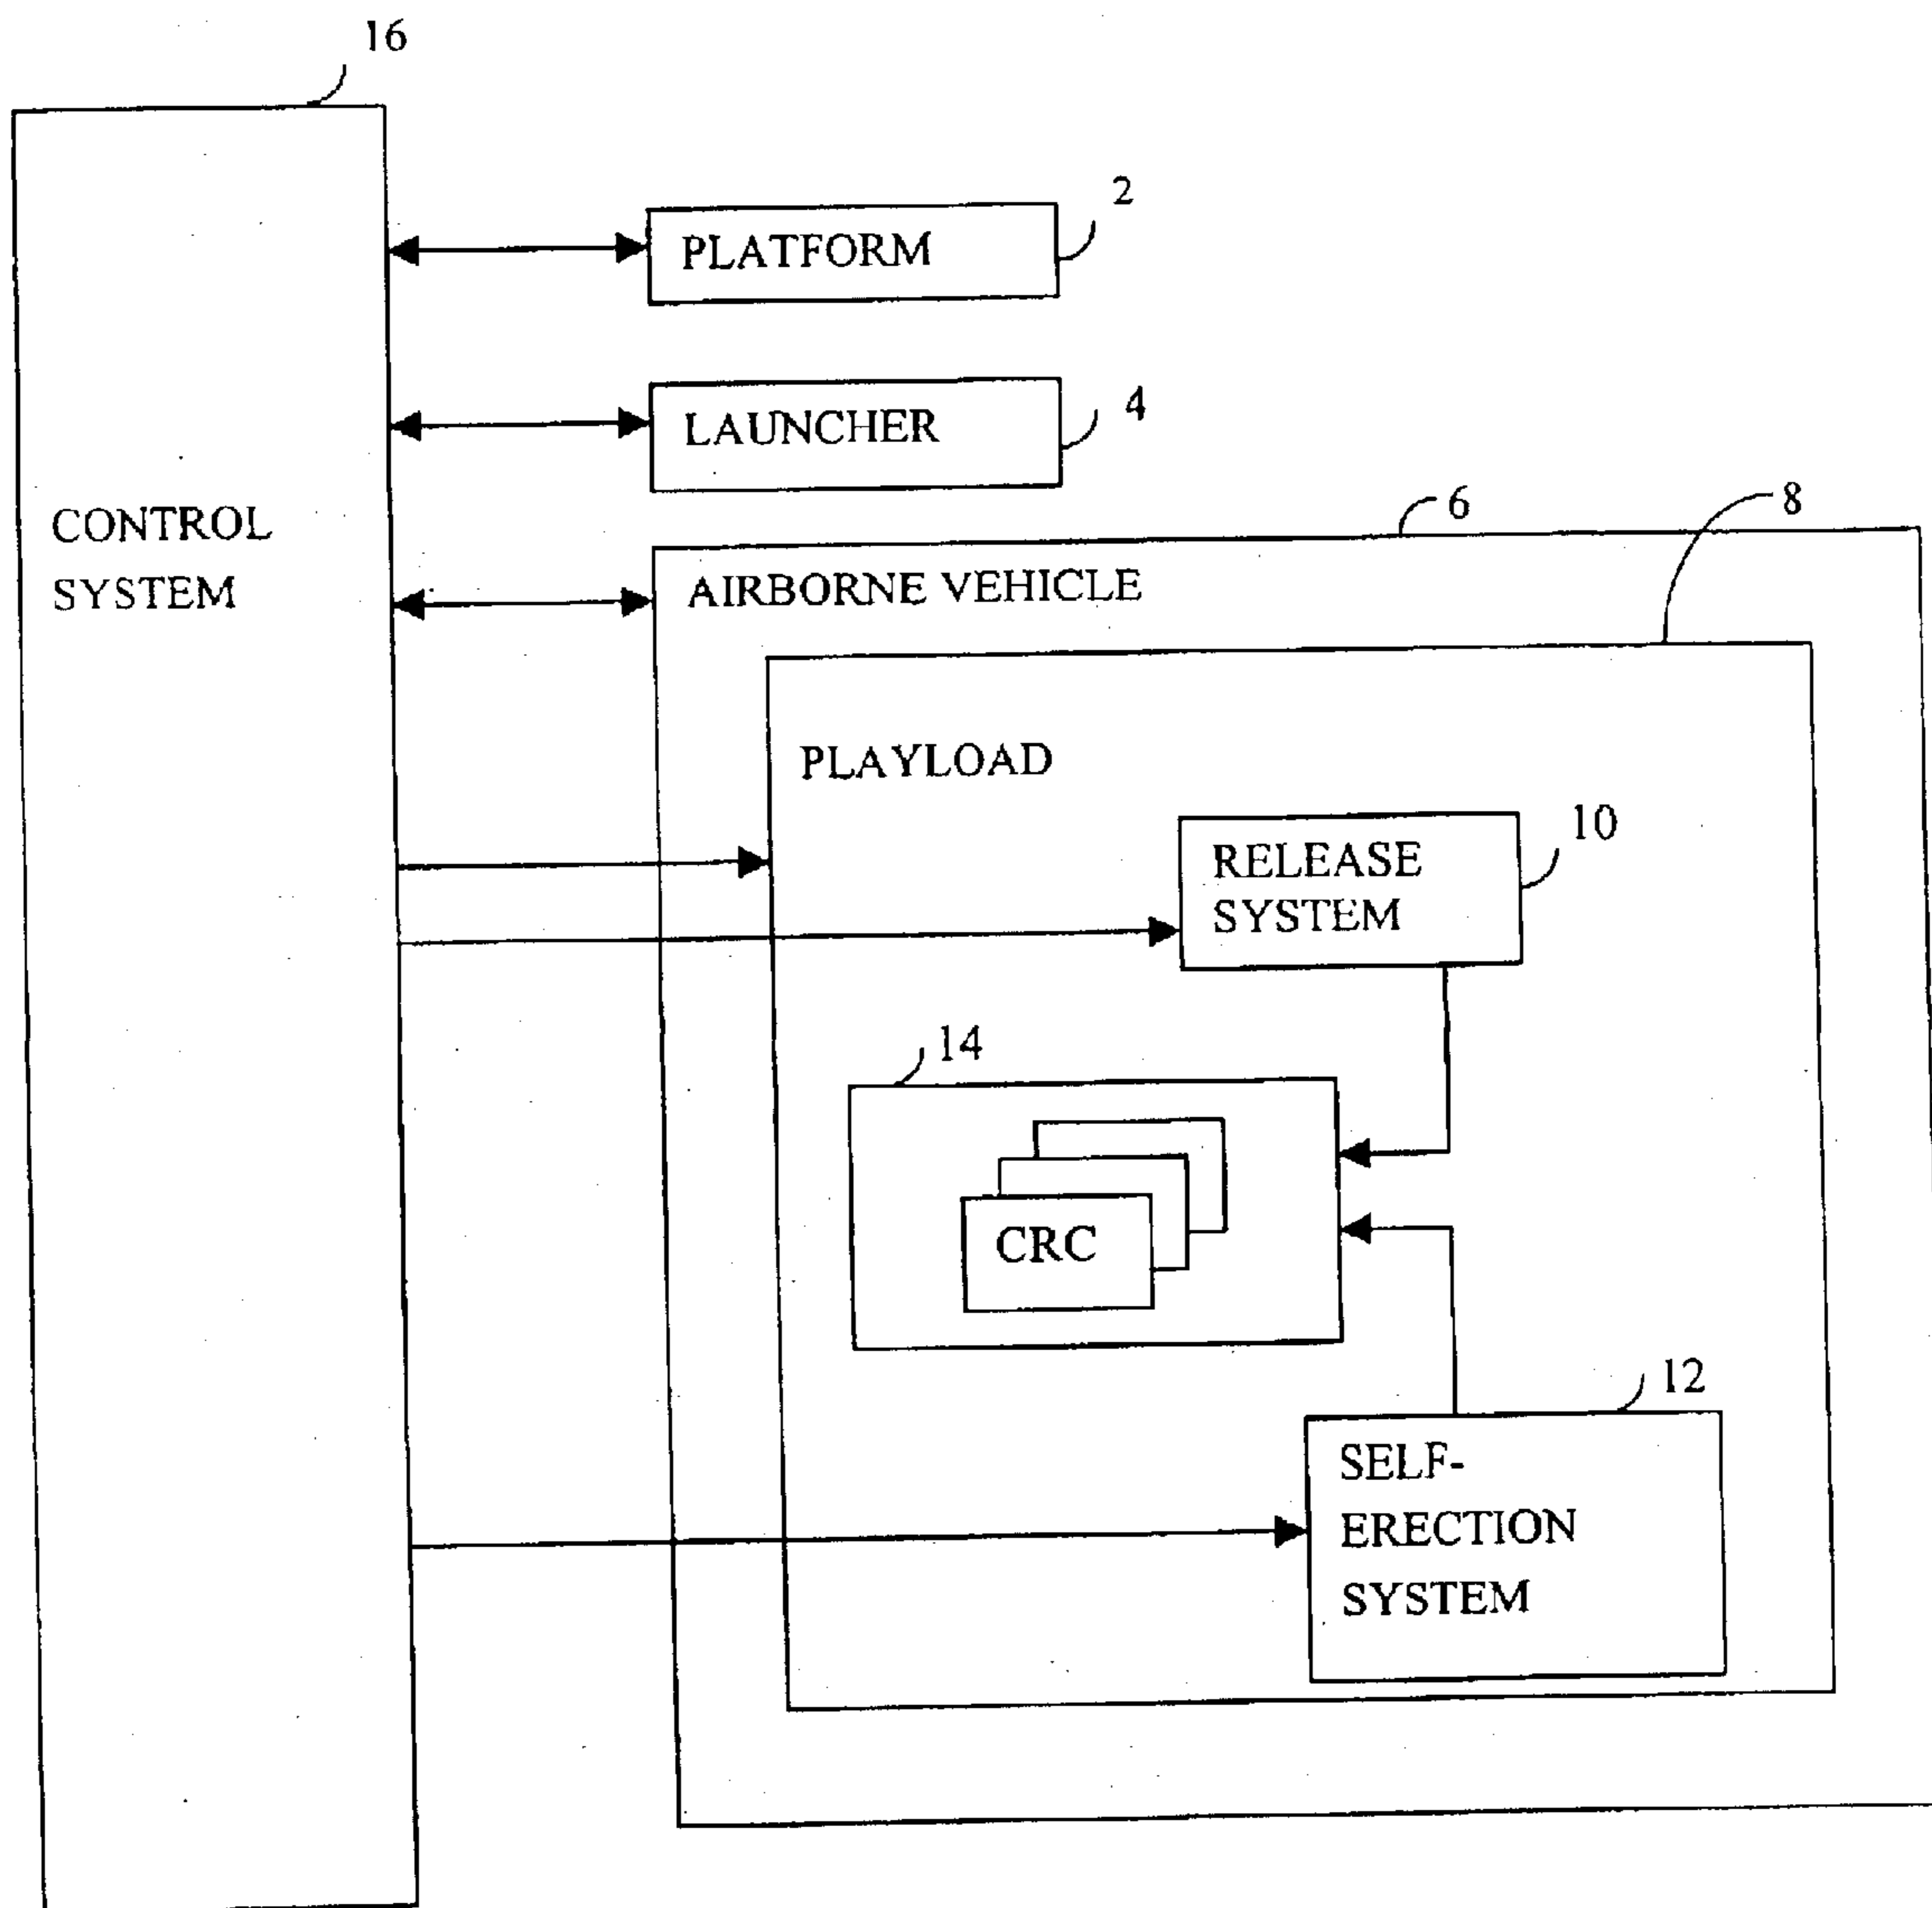 16
2
PLATFORM
4
LAUNCHER
CONTROL
SYSTEM
6
8
AIRBORNE VEHICLE
PLAYLOAD
10
RELEASE
SYSTEM
14
CRC
12
SELF-
ERECTION
SYSTEM